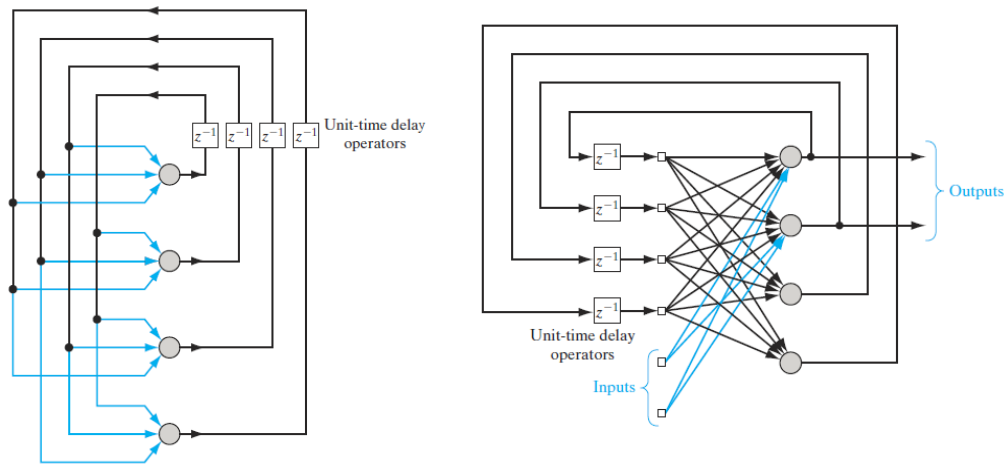 z⁻¹ z⁻¹ z⁻¹ z⁻¹
Unit-time delay
operators
z⁻¹
z⁻¹
z⁻¹
z⁻¹
Unit-time delay
operators
Inputs
Outputs